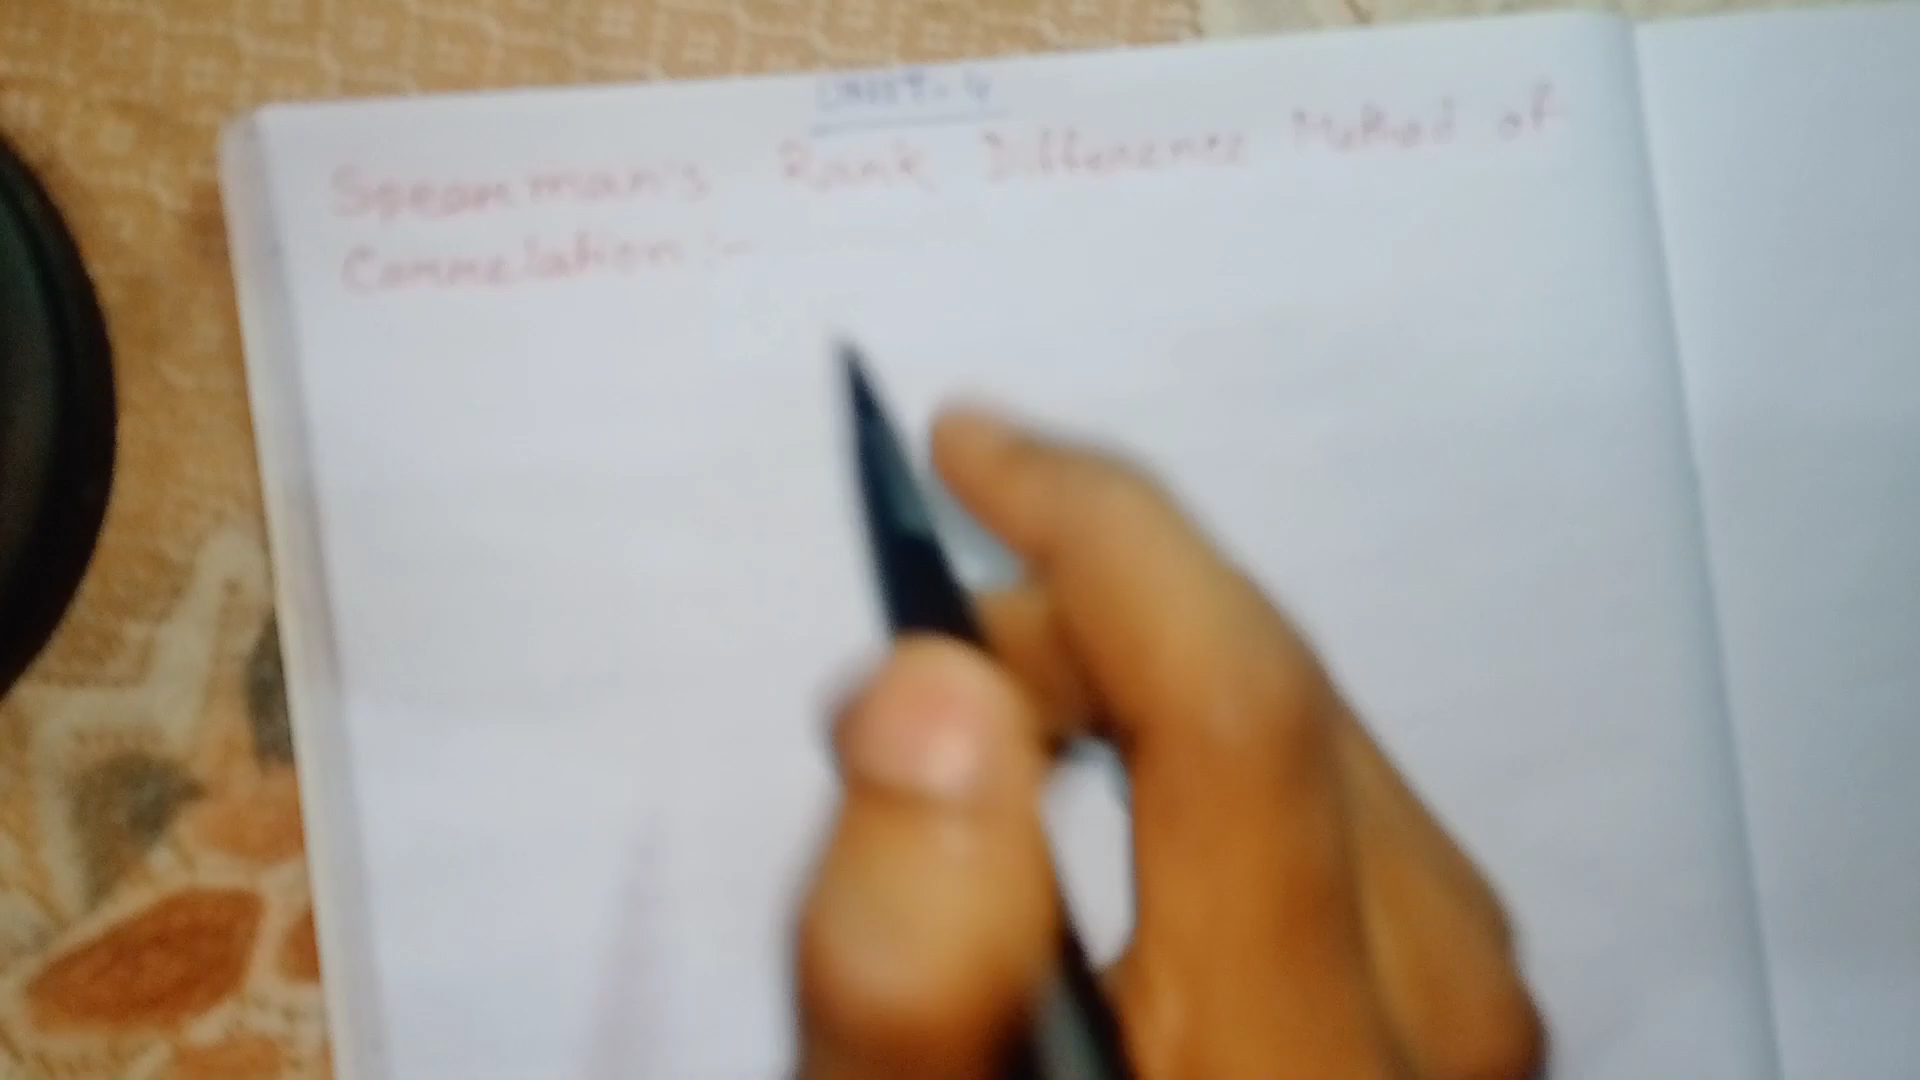 UNIT-4
Spearman's Rank Difference Method of
Correlation:-